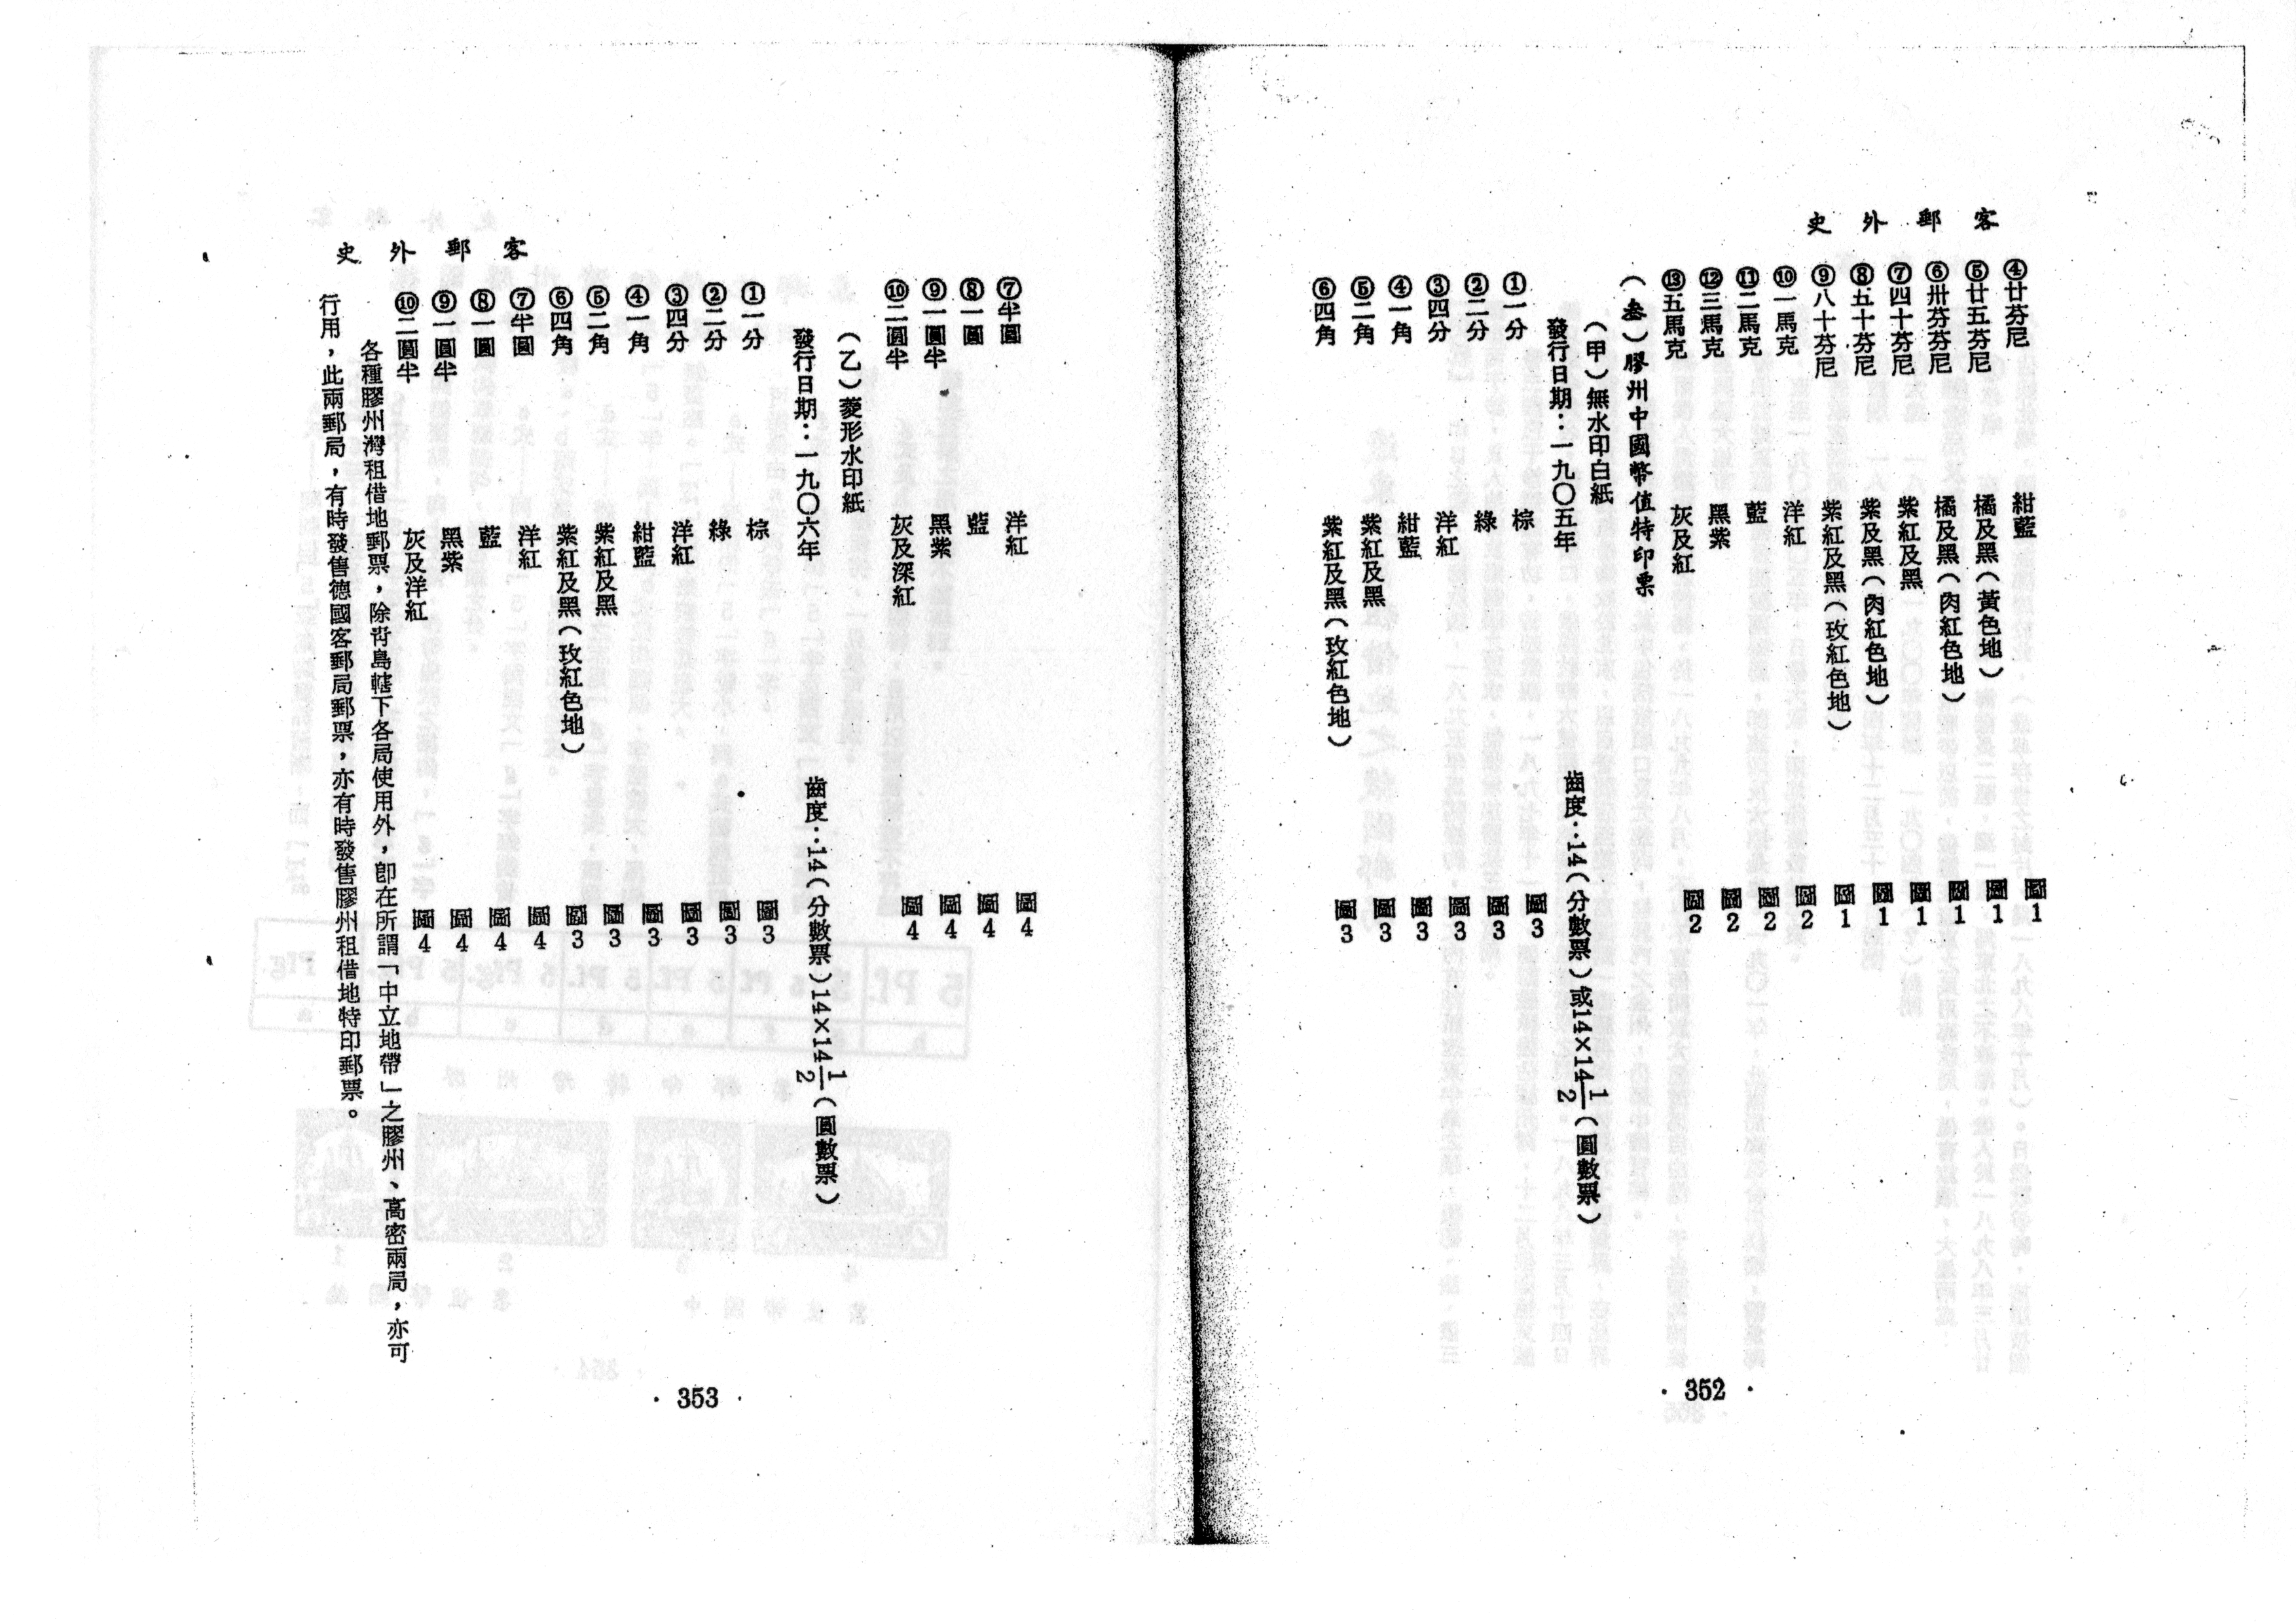 客郵外史
④廿芬尼 紺藍 圖1
⑤廿五芬尼 橘及黑(黃色地) 圖1
⑥卅芬芬尼 橘及黑(肉紅色地) 圖1
⑦四十芬尼 紫紅及黑 圖1
⑧五十芬尼 紫及黑(肉紅色地) 圖1
⑨八十芬尼 紫紅及黑(玫紅色地) 圖1
⑩一馬克 洋紅 圖2
⑪二馬克 藍 圖2
⑫三馬克 黑紫 圖2
⑬五馬克 灰及紅 圖2
(叁)膠州中國幣值特印票
(甲)無水印白紙
發行日期:一九〇五年 齒度:14(分數票)或14×141/2(圓數票)
①一分 棕 圖3
②二分 綠 圖3
③四分 洋紅 圖3
④一角 紺藍 圖3
⑤二角 紫紅及黑 圖3
⑥四角 紫紅及黑(玫紅色地) 圖3
·352·
⑦半圓 洋紅 圖4
⑧一圓 藍 圖4
⑨一圓半 黑紫 圖4
⑩二圓半 灰及深紅 圖4
(乙)菱形水印紙
發行日期:一九〇六年 齒度:14(分數票)14×141/2(圓數票)
①一分 棕 圖3
②二分 綠 圖3
③四分 洋紅 圖3
④一角 紺藍 圖3
⑤二角 紫紅及黑 圖3
⑥四角 紫紅及黑(玫紅色地) 圖3
⑦半圓 洋紅 圖4
⑧一圓 藍 圖4
⑨一圓半 黑紫 圖4
⑩二圓半 灰及洋紅 圖4
各種膠州灣租借地郵票,除靑島轄下各局使用外,卽在所謂「中立地帶」之膠州、高密兩局,亦可
行用,此兩郵局,有時發售德國客郵局郵票,亦有時發售膠州租借地特印郵票。
客郵外史
·353·